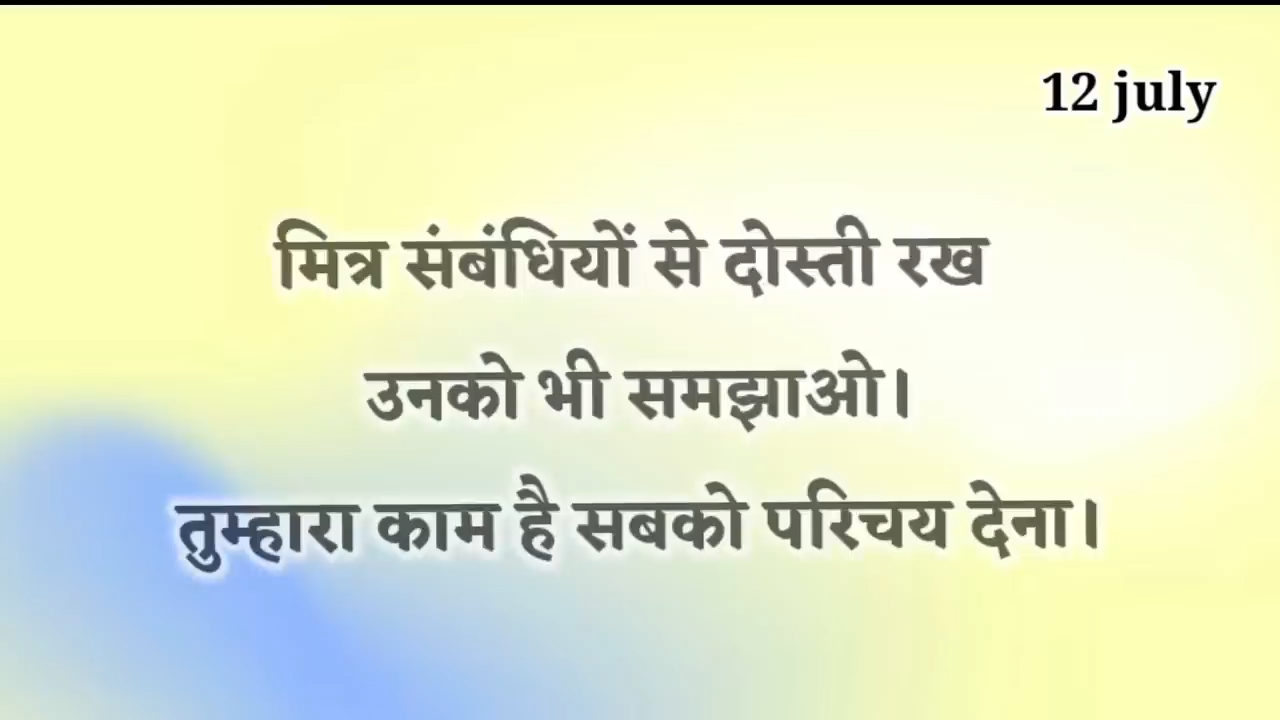 12 july
मित्र संबंधियों से दोस्ती रख
उनको भी समझाओ।
तुम्हारा काम है सबको परिचय देना।